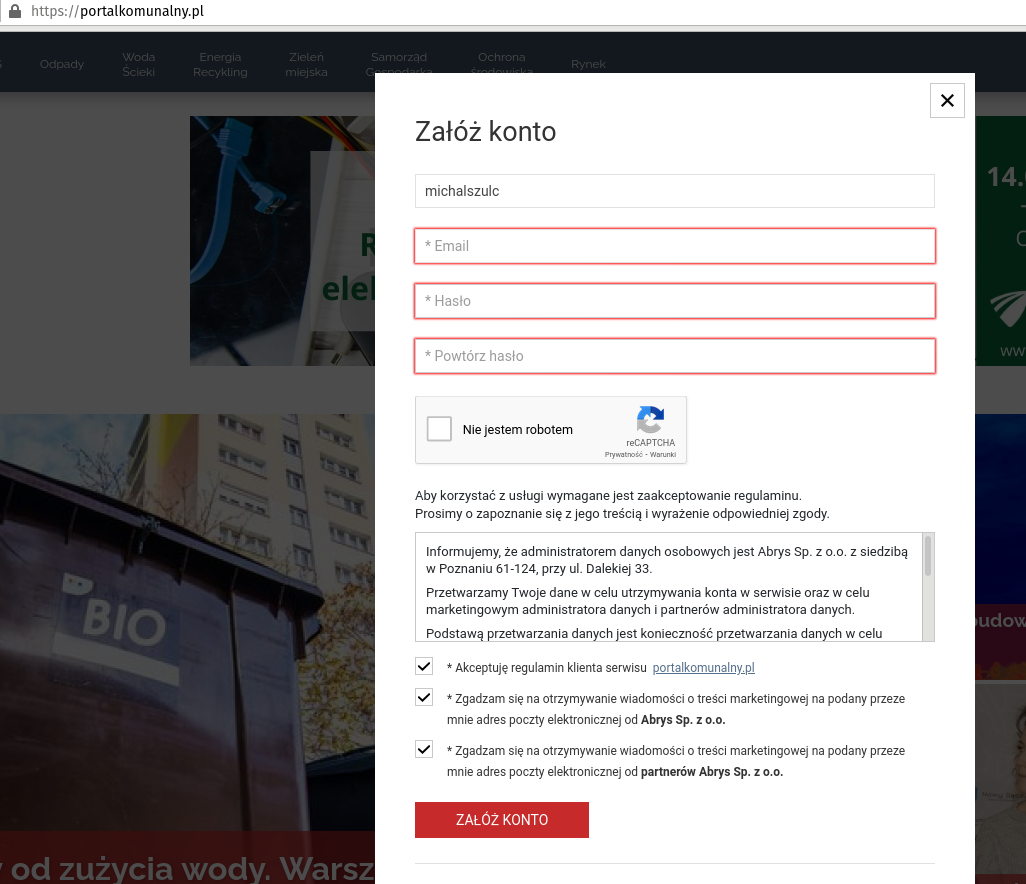 https://portalkomunalny.pl
Odpady
Woda
Ścieki
Energia
Recykling
Zieleń
miejska
Samorząd
Gospodarka
Ochrona
środowiska
Rynek
Załóż konto
michalszulc
* Email
* Hasło
* Powtórz hasło
Nie jestem robotem
reCAPTCHA
Prywatność - Warunki
Aby korzystać z usługi wymagane jest zaakceptowanie regulaminu.
Prosimy o zapoznanie się z jego treścią i wyrażenie odpowiedniej zgody.
Informujemy, że administratorem danych osobowych jest Abrys Sp. z o.o. z siedzibą
w Poznaniu 61-124, przy ul. Dalekiej 33.
Przetwarzamy Twoje dane w celu utrzymywania konta w serwisie oraz w celu
marketingowym administratora danych i partnerów administratora danych.
Podstawą przetwarzania danych jest konieczność przetwarzania danych w celu
* Akceptuję regulamin klienta serwisu portalkomunalny.pl
* Zgadzam się na otrzymywanie wiadomości o treści marketingowej na podany przeze
mnie adres poczty elektronicznej od Abrys Sp. z o.o.
* Zgadzam się na otrzymywanie wiadomości o treści marketingowej na podany przeze
mnie adres poczty elektronicznej od partnerów Abrys Sp. z o.o.
ZAŁÓŻ KONTO
elek
14.
www
BIO
budow
od zużycia wody. Warsz